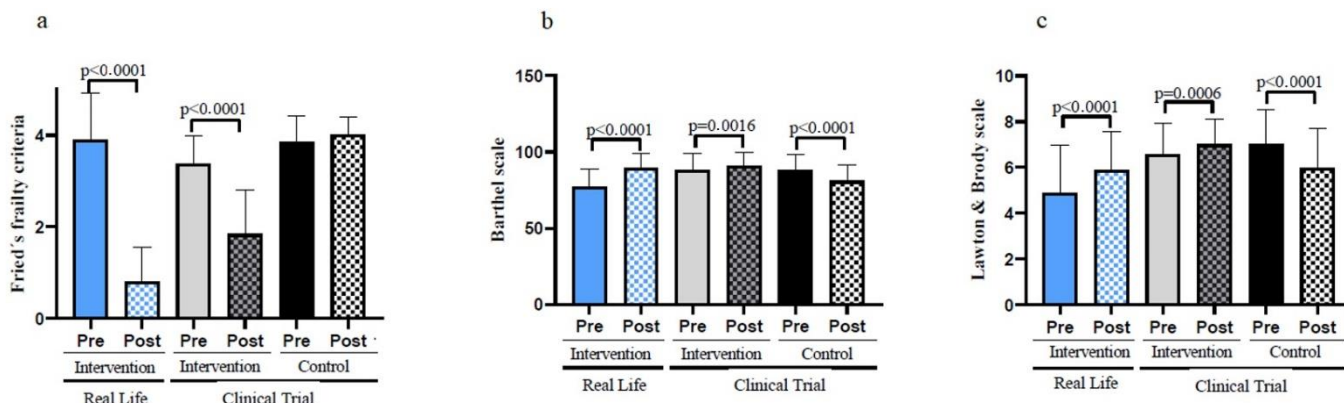 a
p<0.0001
p<0.0001
Fried´s frailty criteria
4
2
0
Pre Post Pre Post Pre Post
Intervention Intervention Control
Real Life Clinical Trial
b
150
p<0.0001 p=0.0016 p<0.0001
Barthel scale
100
50
0
Pre Post Pre Post Pre Post
Intervention Intervention Control
Real Life Clinical Trial
c
10
p<0.0001 p=0.0006 p<0.0001
Lawton & Brody scale
8
6
4
2
0
Pre Post Pre Post Pre Post
Intervention Intervention Control
Real Life Clinical Trial